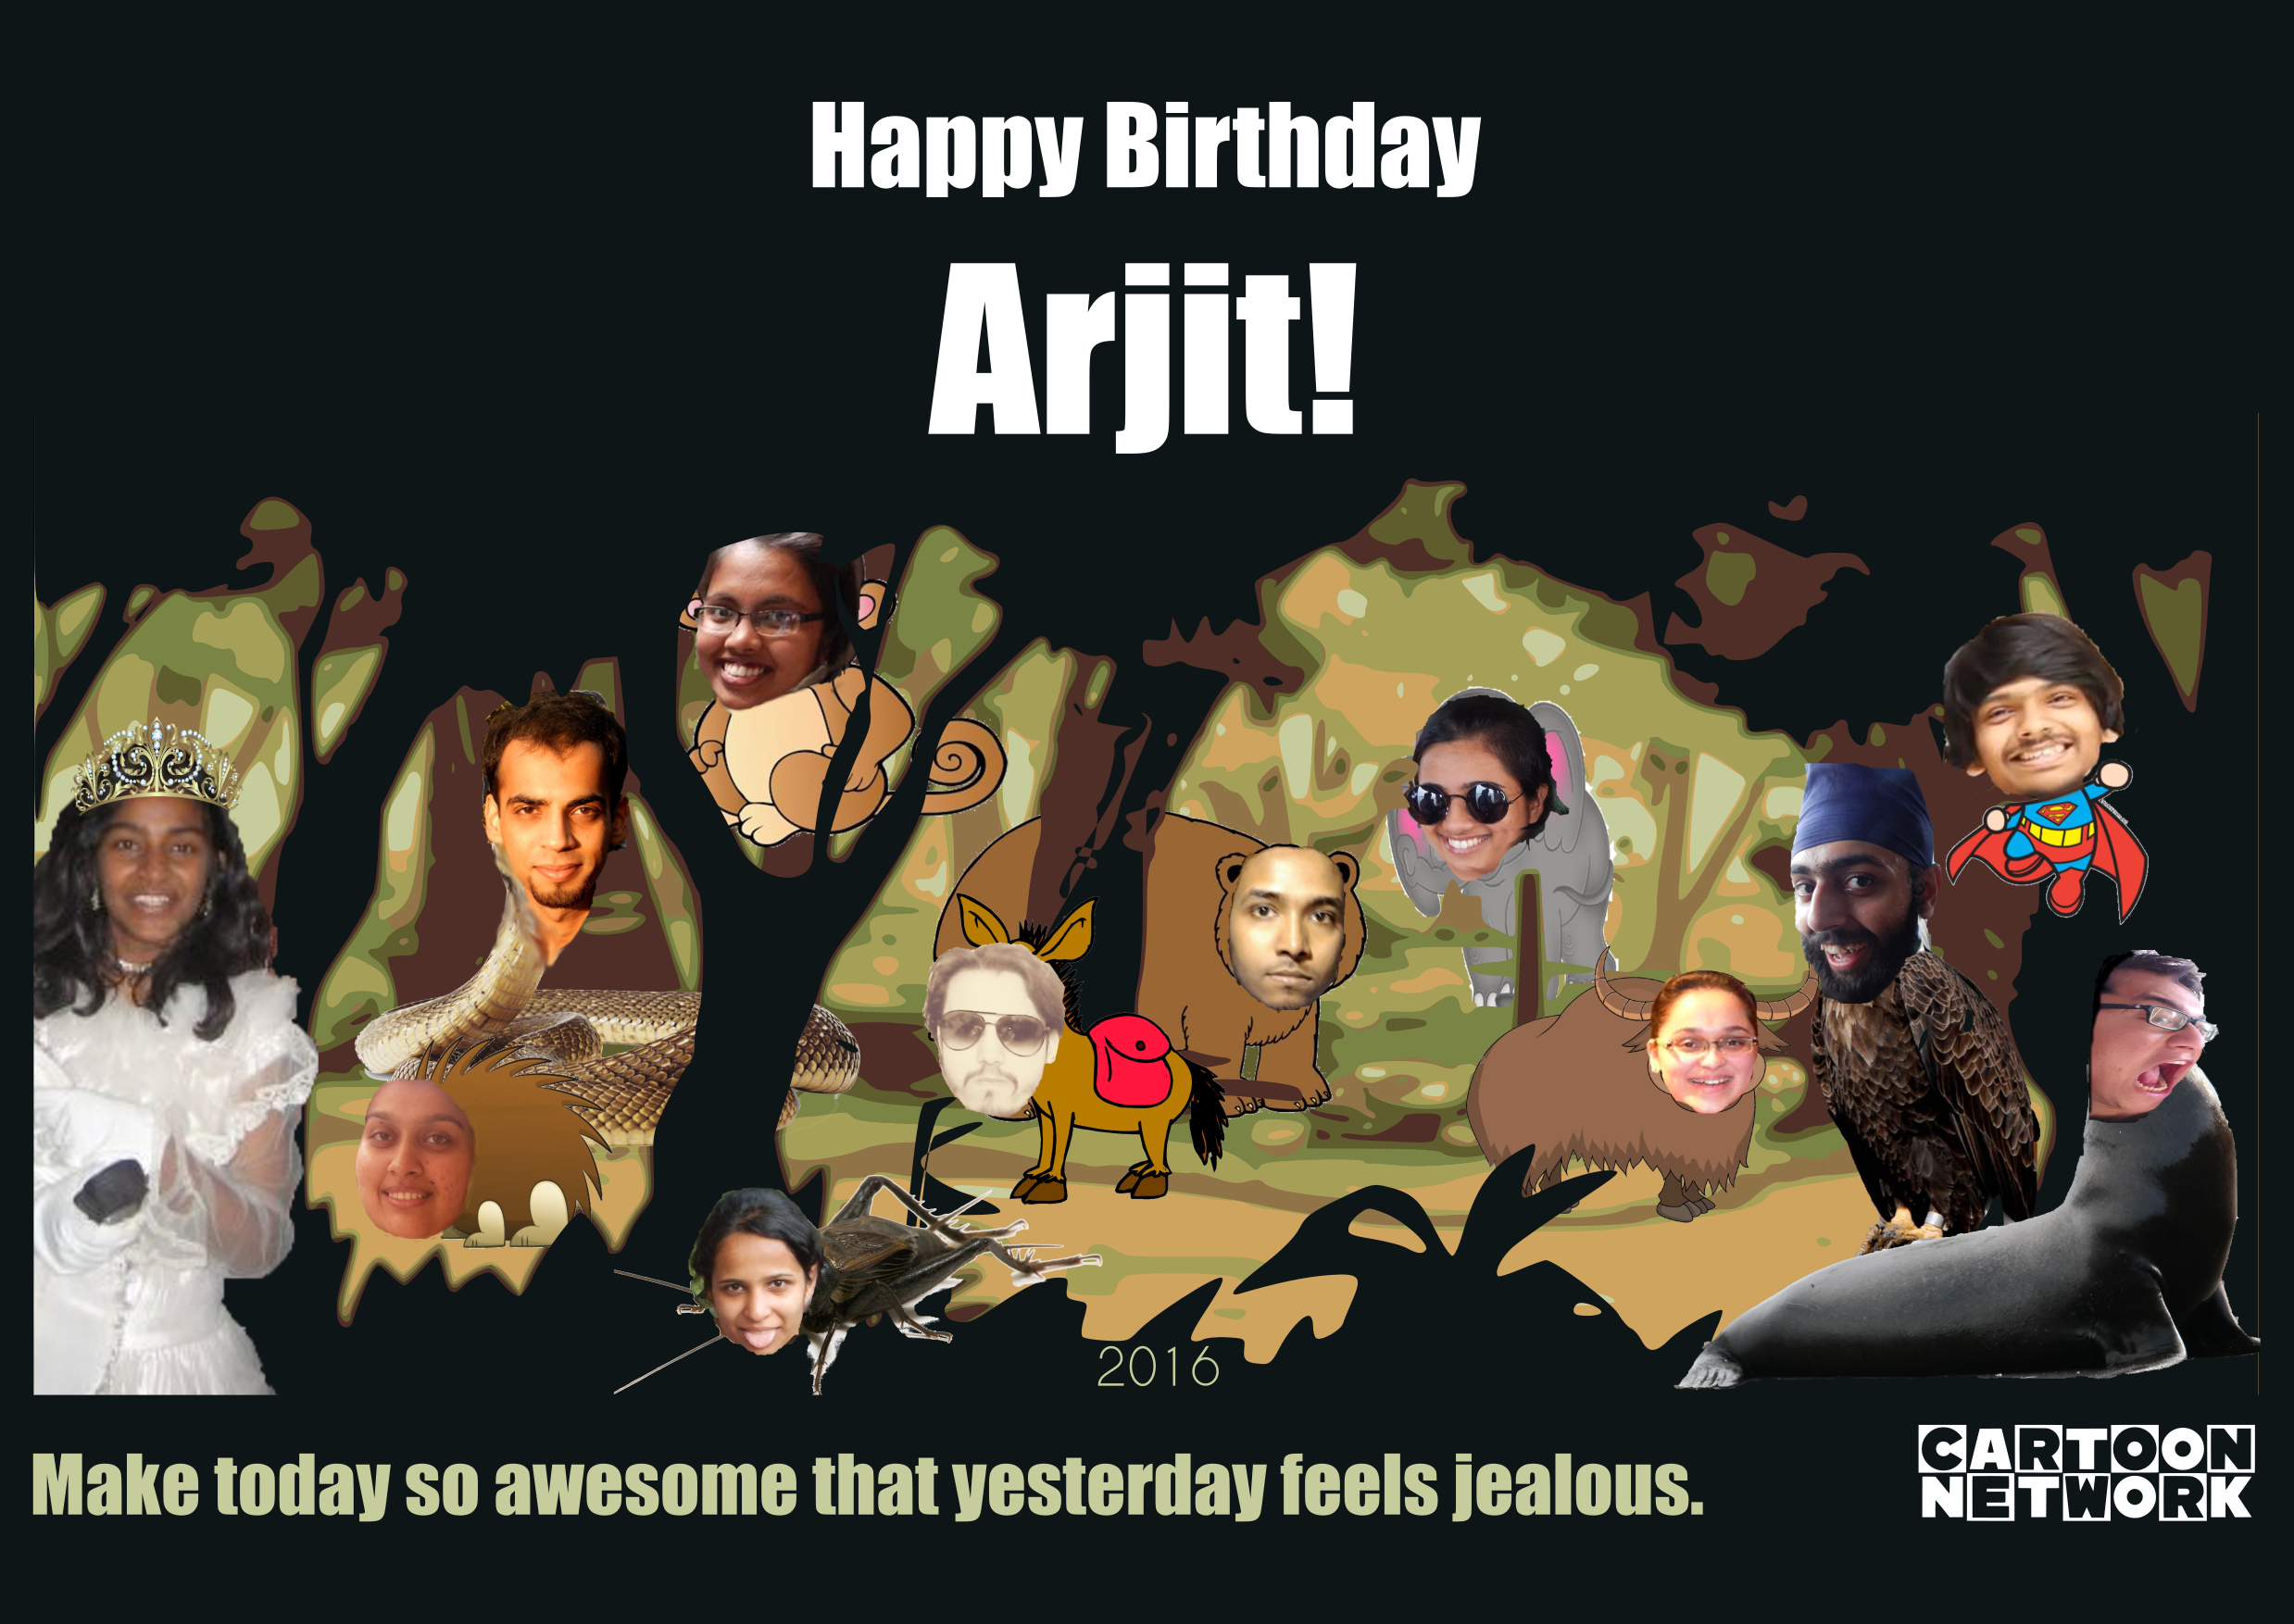 Happy Birthday
Arjit!
2016
Make today so awesome that yesterday feels jealous.
CARTOON
NETWORK